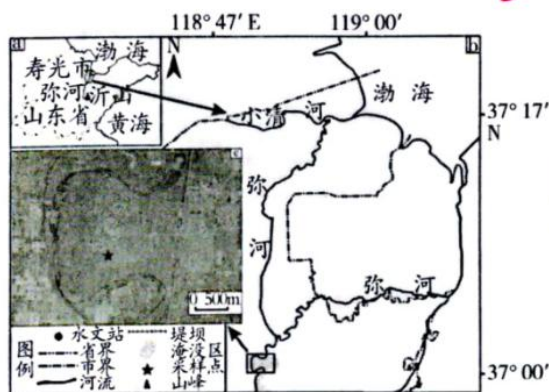 118°47′E 119°00′
a
N
b
渤海
寿光市
弥河 沂山
山东省
黄海
小清河
渤海
37°17′
N
c
弥河
0 500m
弥河
图例
水文站
堤坝
省界
淹没区
市界
采样点
河流
山峰
37°00′